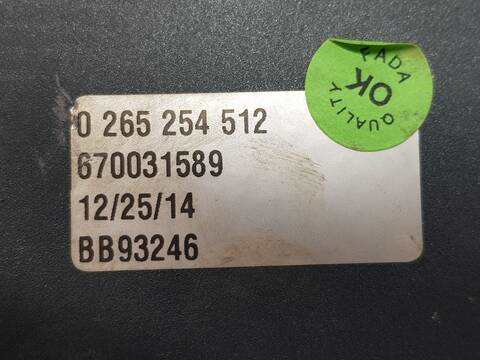 0 265 254 512
670031589
12/25/14
BB93246
FADA
OK
QUALITY